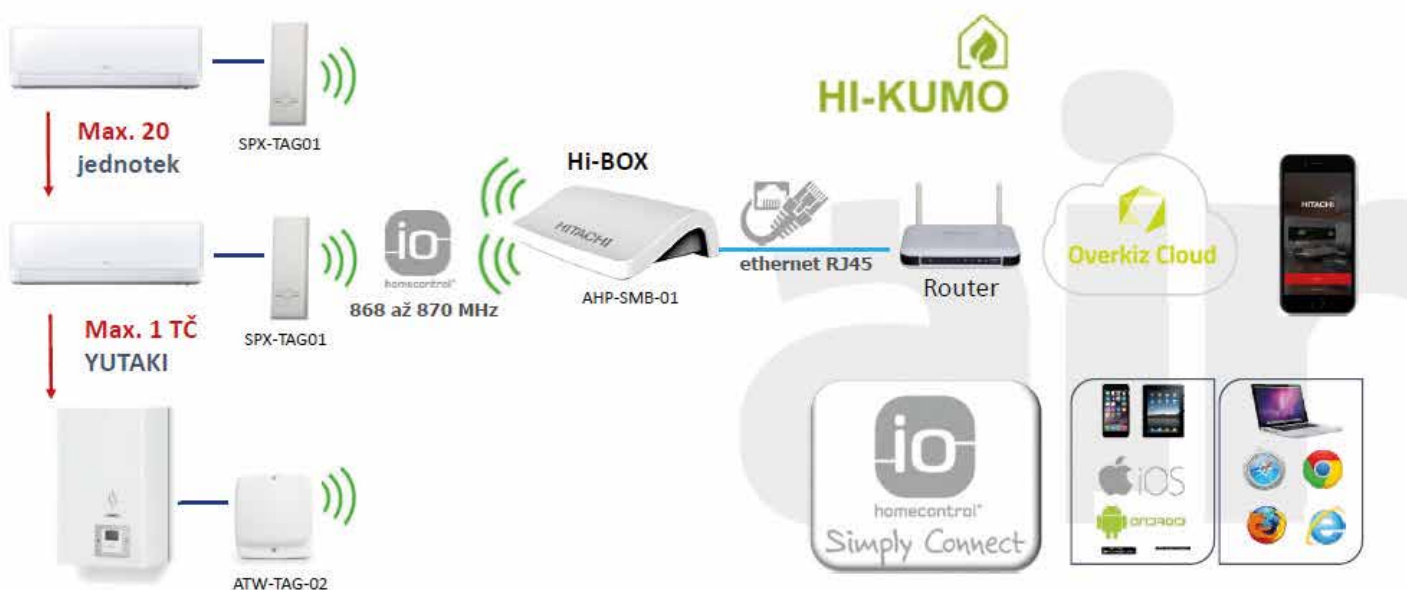 HI-KUMO
SPX-TAG01
Max. 20
jednotek
Hi-BOX
HITACHI
AHP-SMB-01
ethernet RJ45
Router
Overkiz Cloud
HITACHI
io
homecontrol®
868 až 870 MHz
SPX-TAG01
Max. 1 TČ
YUTAKI
ATW-TAG-02
io
homecontrol®
Simply Connect
iOS
ANDROID
air